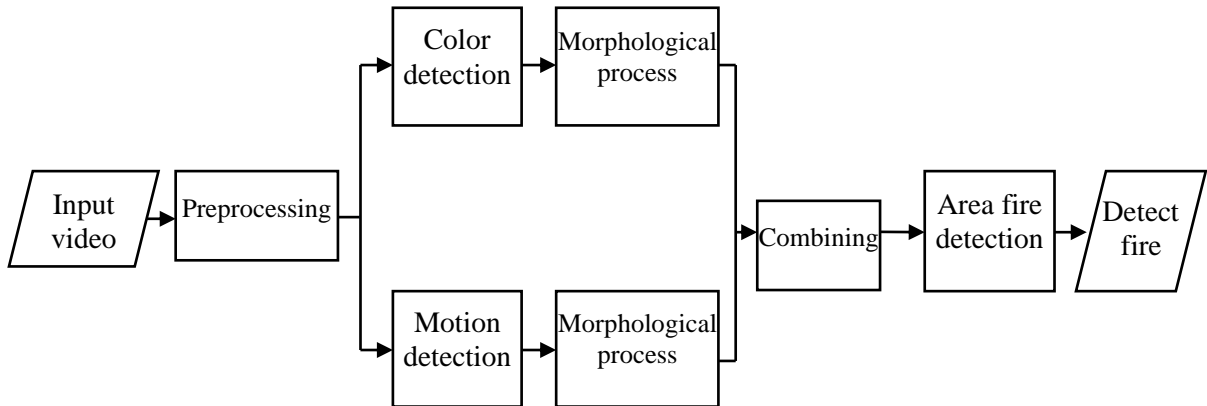 Input
video
Preprocessing
Color
detection
Morphological
process
Motion
detection
Morphological
process
Combining
Area fire
detection
Detect
fire